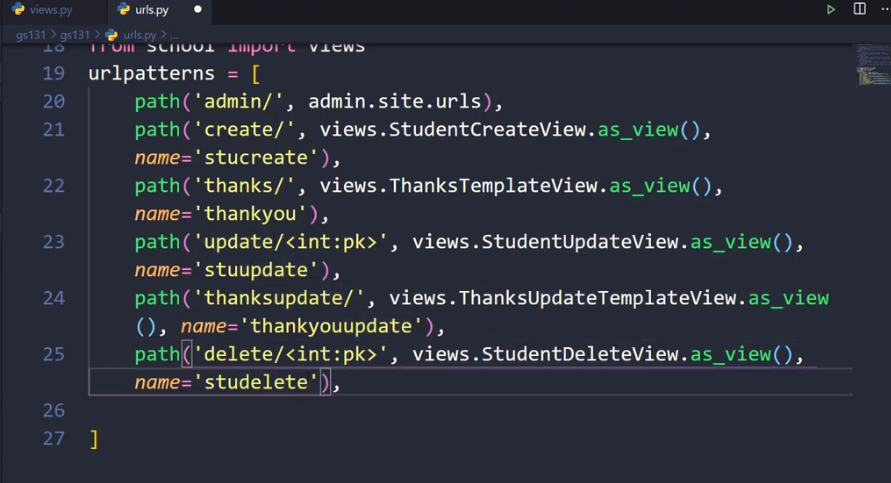 views.py urls.py
gs131 > gs131 > urls.py > ...
18 from school import views
19 urlpatterns = [
20 path('admin/', admin.site.urls),
21 path('create/', views.StudentCreateView.as_view(),
name='stucreate'),
22 path('thanks/', views.ThanksTemplateView.as_view(),
name='thankyou'),
23 path('update/<int:pk>', views.StudentUpdateView.as_view(),
name='stuupdate'),
24 path('thanksupdate/', views.ThanksUpdateTemplateView.as_view
(), name='thankyouupdate'),
25 path('delete/<int:pk>', views.StudentDeleteView.as_view(),
name='studelete'),
26
27 ]